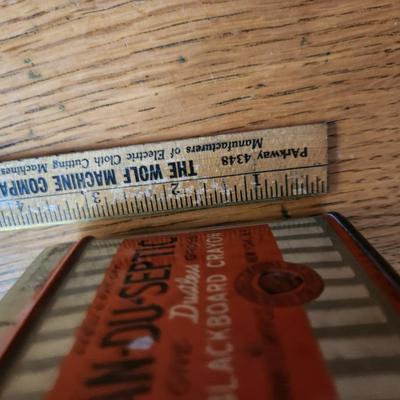 PArkway 4348
Manufacturers of Electric Cloth Cutting Machines
THE WOLF MACHINE COMPA
1 2 3 4
AN-DU-SEPTIC
Dustless
BLACKBOARD CRAYON